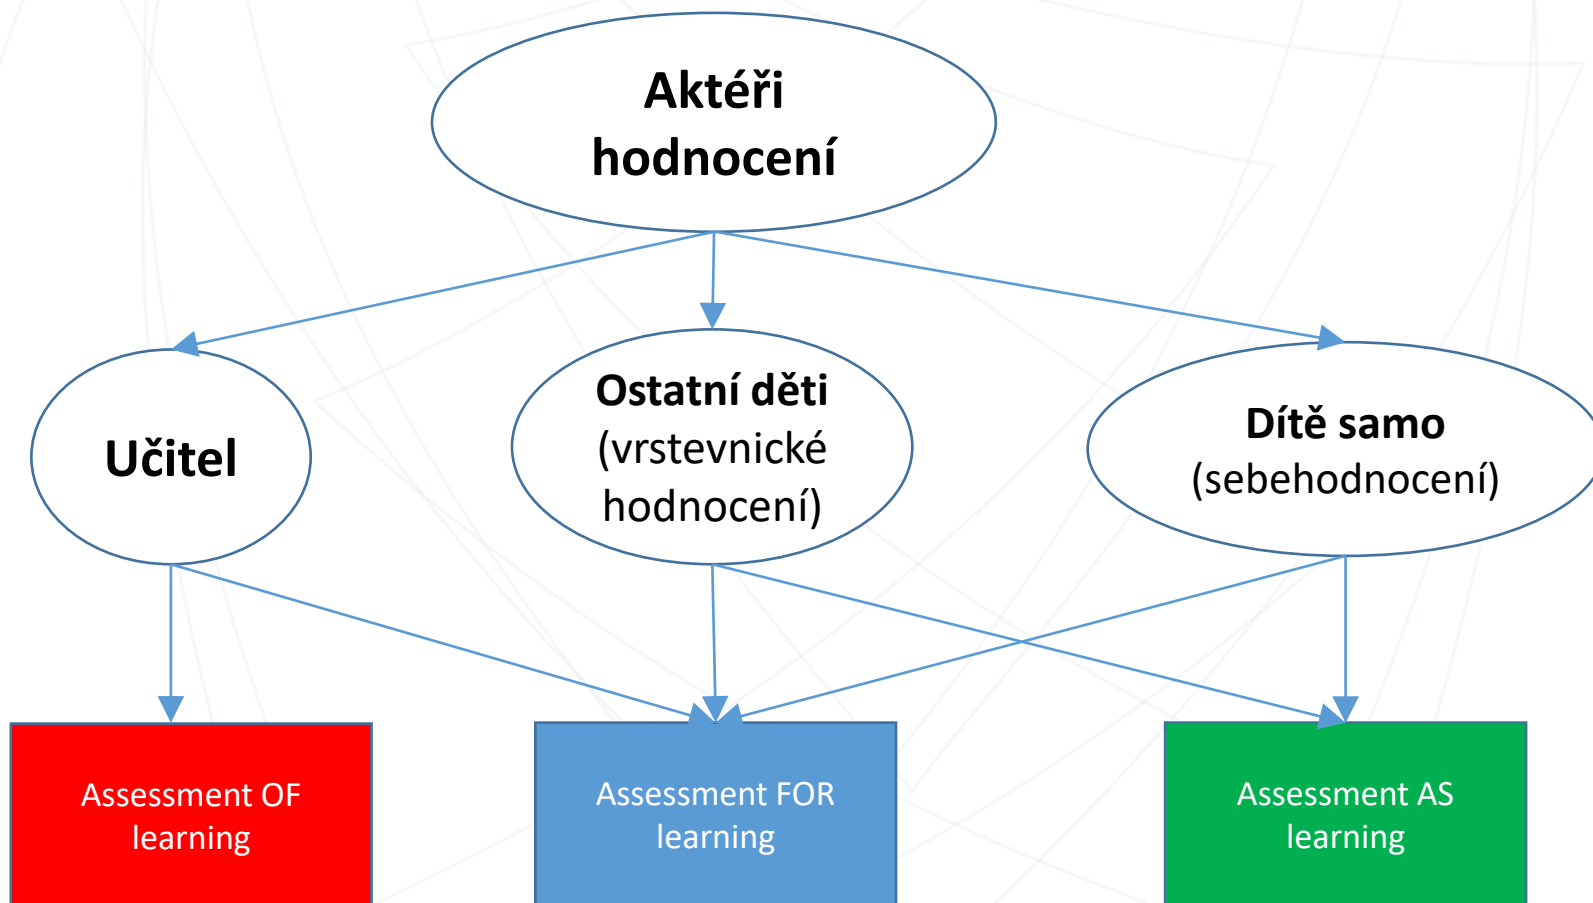 Aktéři
hodnocení
Učitel
Ostatní děti
(vrstevnické
hodnocení)
Dítě samo
(sebehodnocení)
Assessment OF
learning
Assessment FOR
learning
Assessment AS
learning